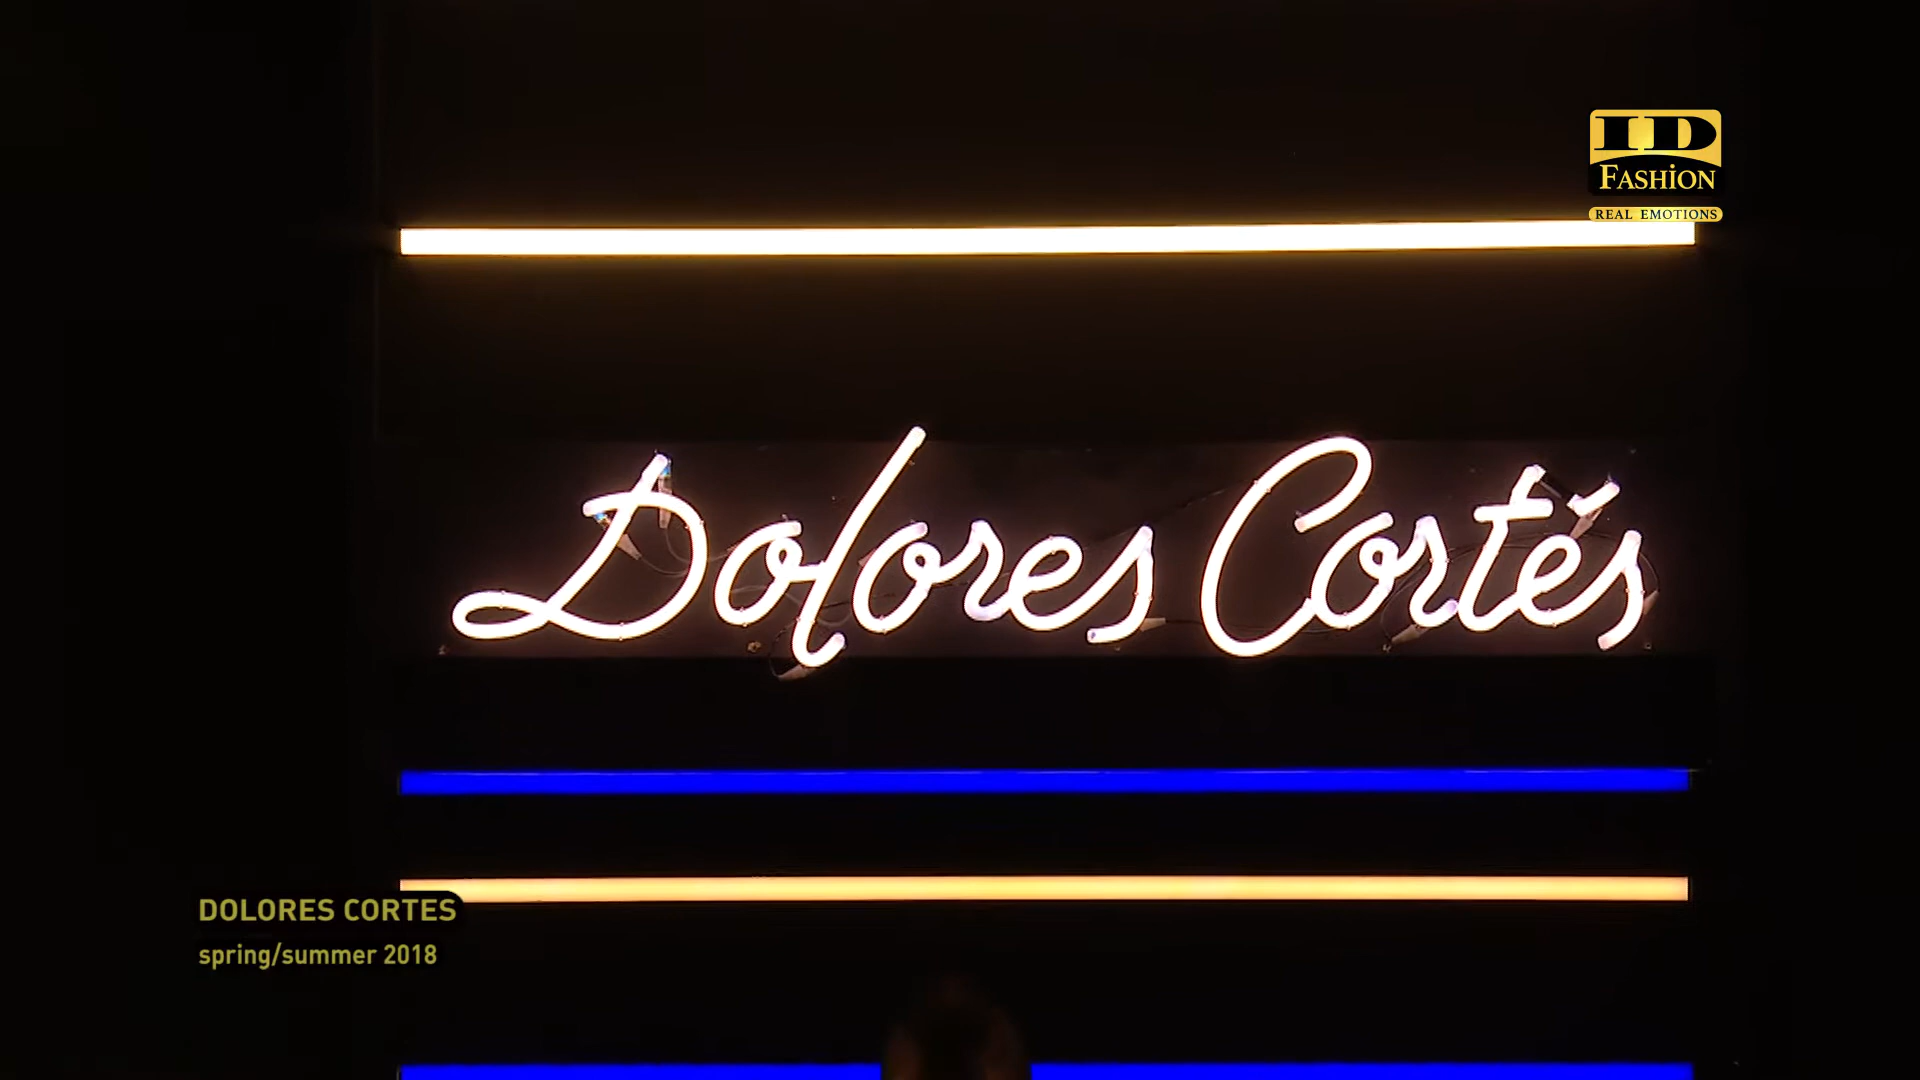 ID
FASHION
REAL EMOTIONS
Dolores Cortés
DOLORES CORTES
spring/summer 2018